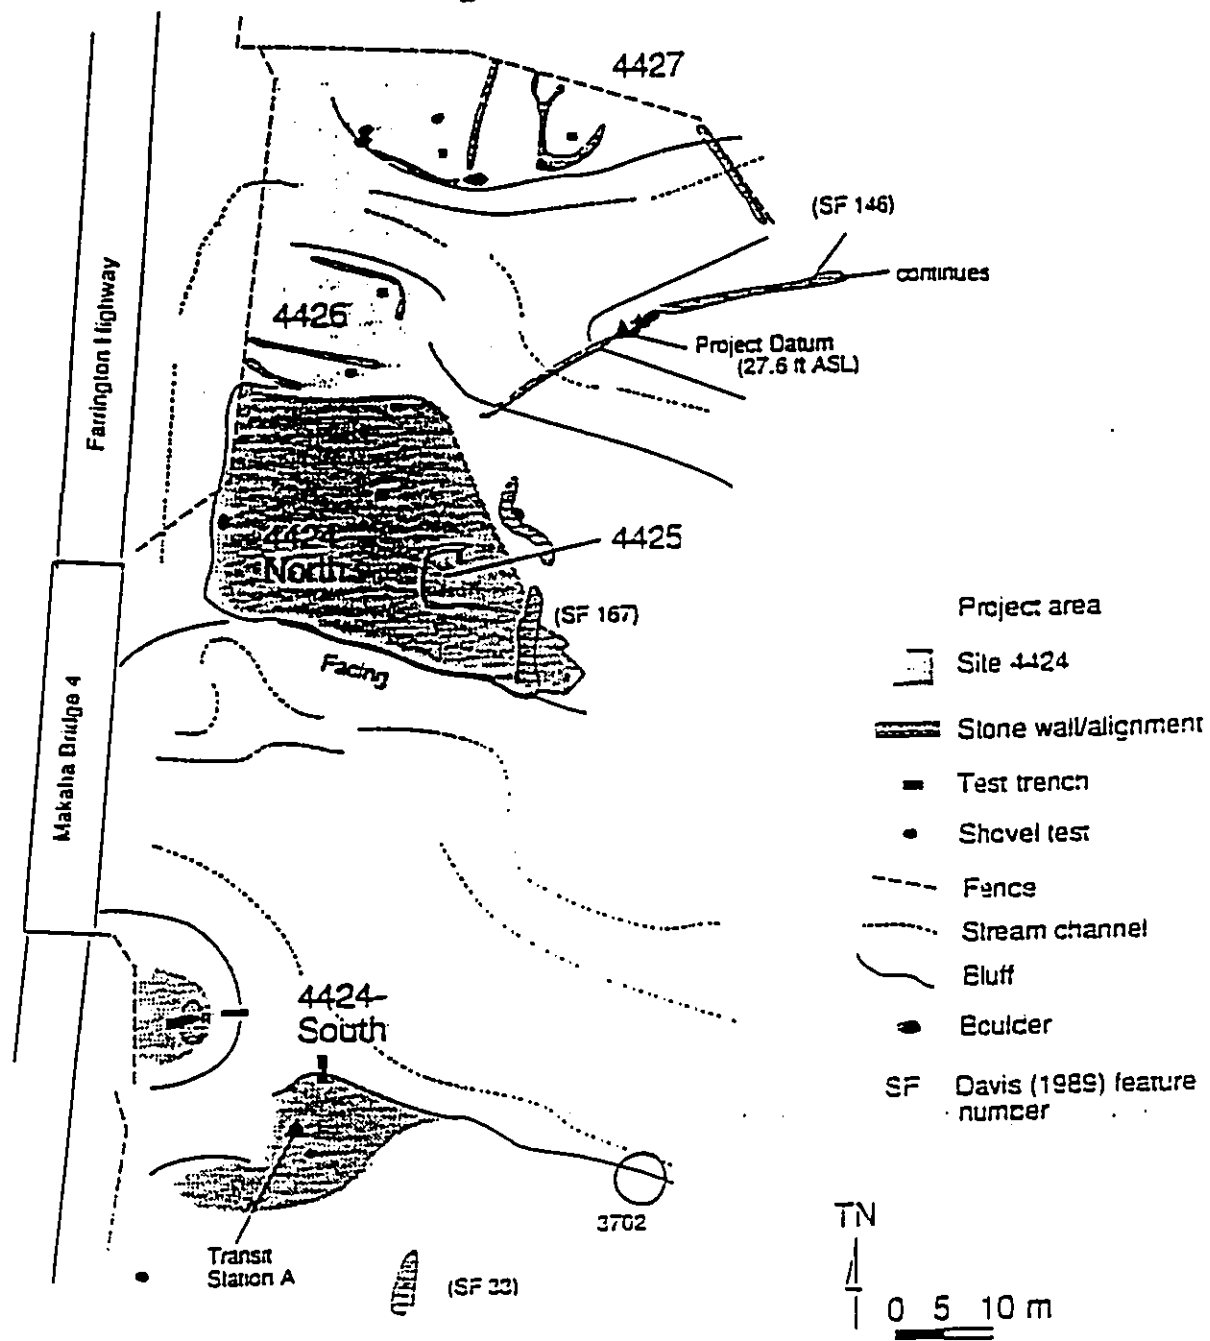 4427
(SF 146)
continues
Farrington Highway
4426
Project Datum
(27.6 ft ASL)
4424
North
4425
(SF 167)
Facing
Makaha Bridge 4
Project area
Site 4424
Stone wall/alignment
Test trench
Shovel test
Fence
Stream channel
Bluff
Boulder
SF Davis (1989) feature
number
4424-
South
3702
Transit
Station A
(SF 33)
TN
0 5 10 m